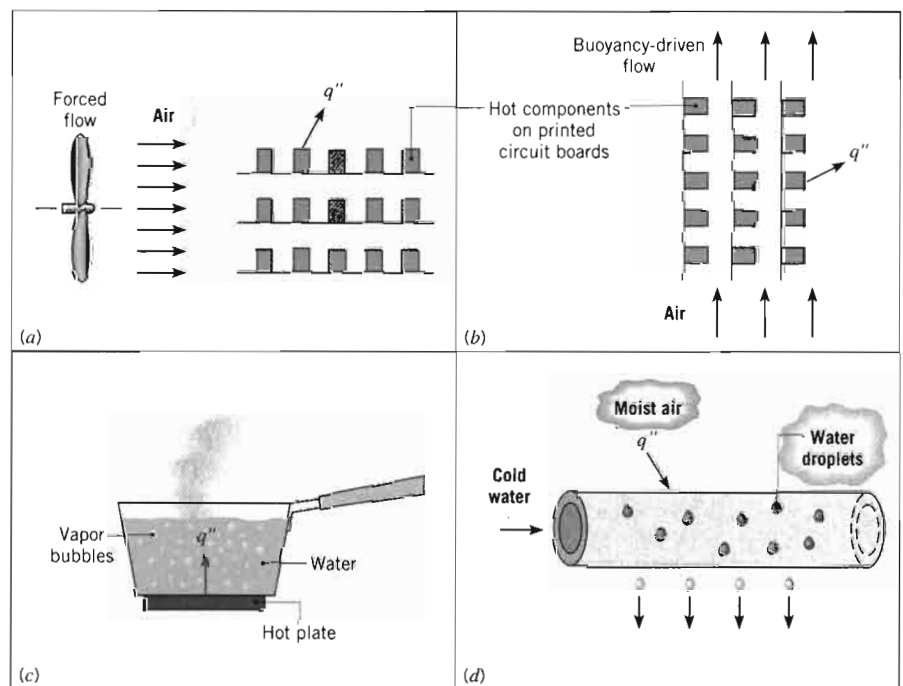 Forced
flow
Air
q''
(a)
Buoyancy-driven
flow
Hot components
on printed
circuit boards
q''
Air
(b)
Vapor
bubbles
q''
Water
Hot plate
(c)
Moist air
q''
Water
droplets
Cold
water
(d)